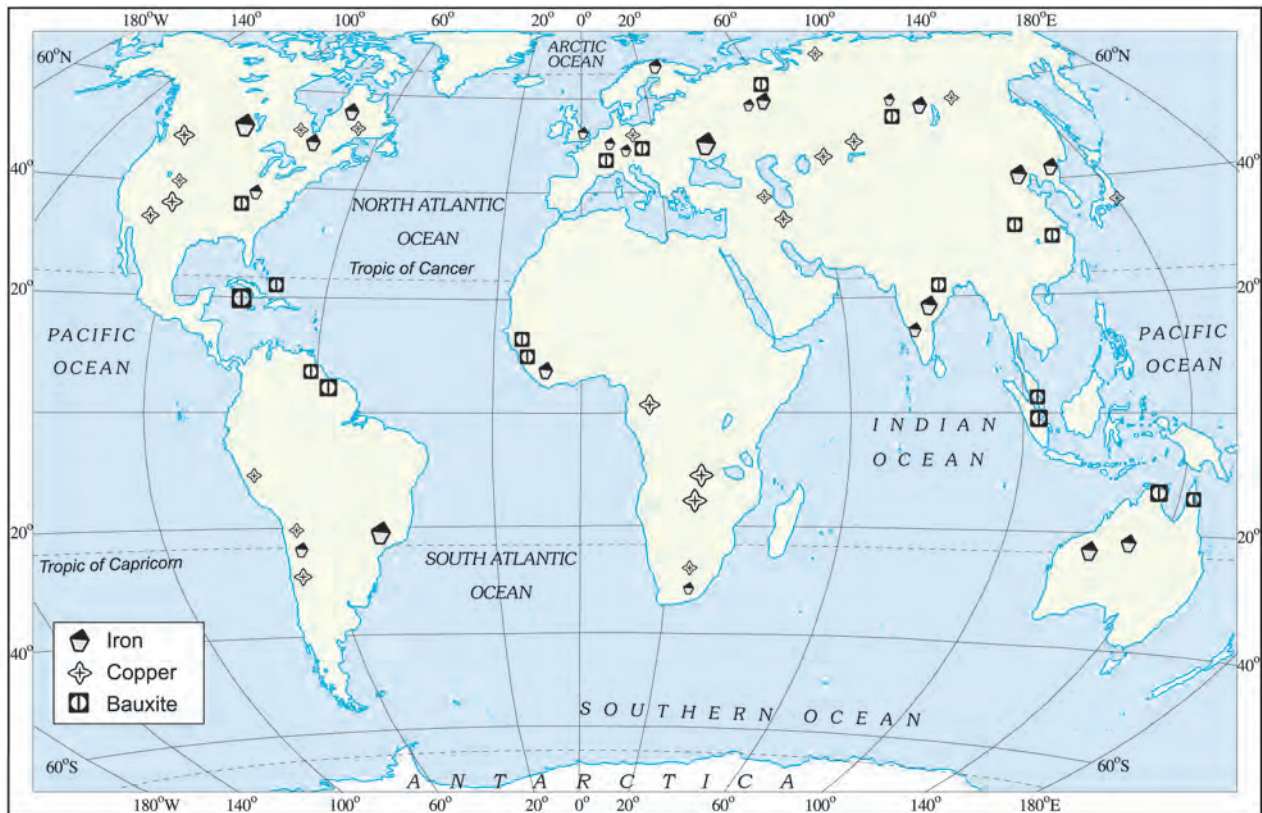 180°W 140° 100° 60° 20° 0° 20° 60° 100° 140° 180°E
60°N
ARCTIC
OCEAN
60°N
40°
40°
NORTH ATLANTIC
OCEAN
Tropic of Cancer
20°
20°
PACIFIC
OCEAN
PACIFIC
OCEAN
INDIAN
OCEAN
20°
20°
Tropic of Capricorn
SOUTH ATLANTIC
OCEAN
Iron
Copper
Bauxite
40°
40°
SOUTHERN OCEAN
60°S
60°S
ANTARCTICA
180°W 140° 100° 60° 20° 0° 20° 60° 100° 140° 180°E